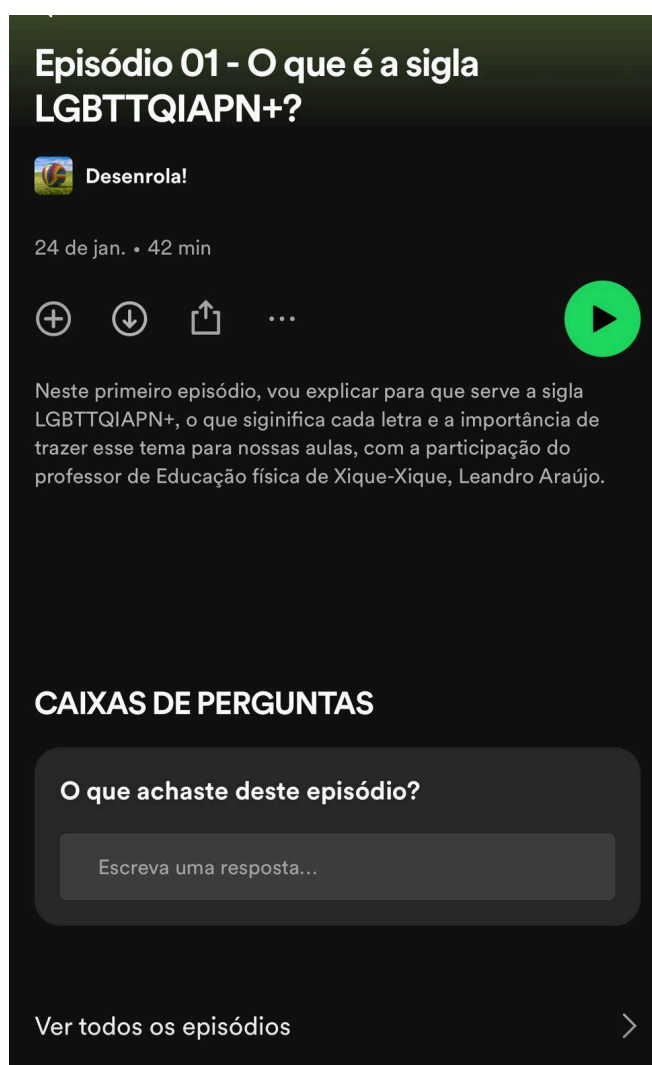 Episódio 01 - O que é a sigla
LGBTTQIAPN+?
Desenrola!
24 de jan. • 42 min
Neste primeiro episódio, vou explicar para que serve a sigla
LGBTTQIAPN+, o que siginifica cada letra e a importância de
trazer esse tema para nossas aulas, com a participação do
professor de Educação física de Xique-Xique, Leandro Araújo.
CAIXAS DE PERGUNTAS
O que achaste deste episódio?
Escreva uma resposta...
Ver todos os episódios